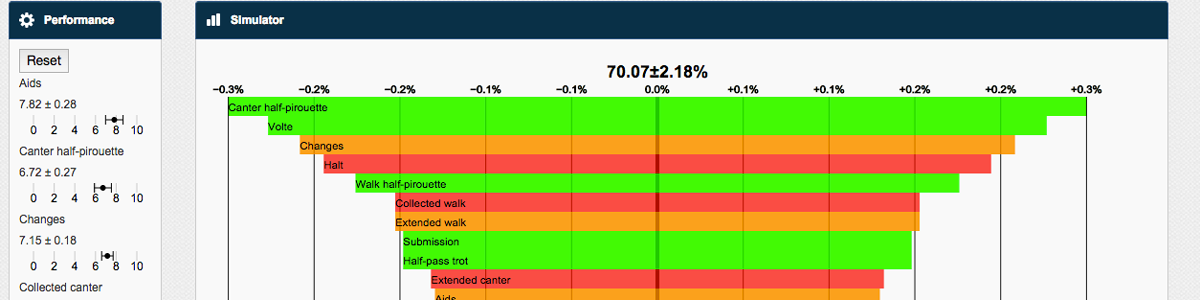 Performance
Reset
Aids
7.82 ± 0.28
0 2 4 6 8 10
Canter half-pirouette
6.72 ± 0.27
0 2 4 6 8 10
Changes
7.15 ± 0.18
0 2 4 6 8 10
Collected canter
Simulator
70.07±2.18%
−0.3% −0.2% −0.2% −0.1% −0.1% 0.0% +0.1% +0.1% +0.2% +0.2% +0.3%
Canter half-pirouette
Volte
Changes
Halt
Walk half-pirouette
Collected walk
Extended walk
Submission
Half-pass trot
Extended canter
Aids